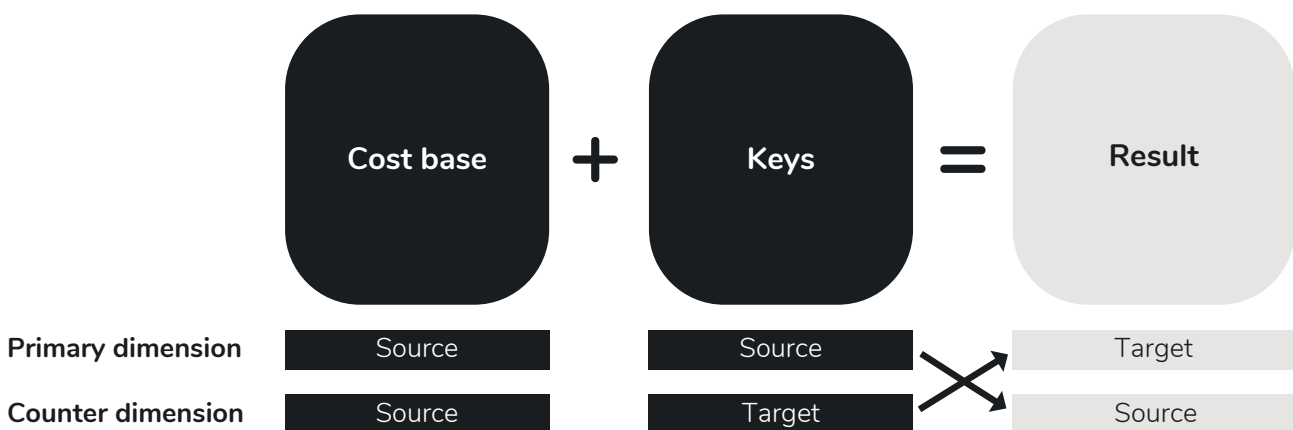 Cost base + Keys = Result
Primary dimension Source Source Target
Counter dimension Source Target Source